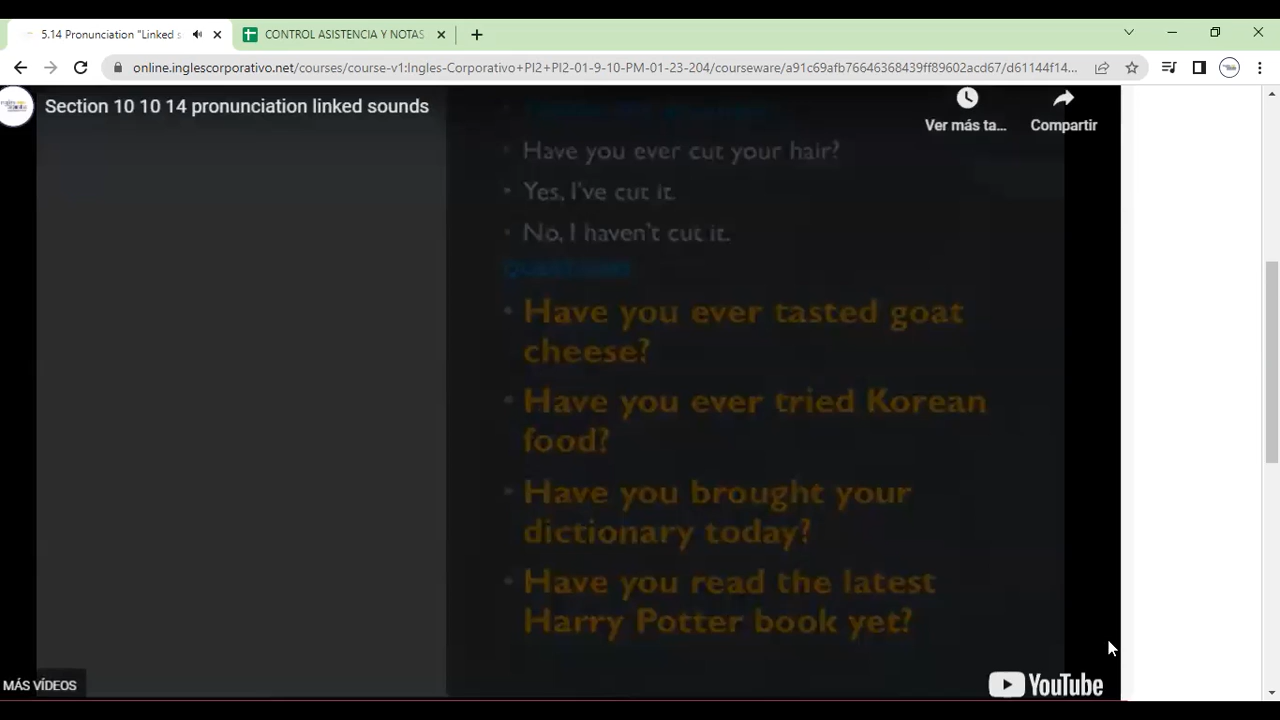 5.14 Pronunciation "Linked s
CONTROL ASISTENCIA Y NOTAS
online.inglescorporativo.net/courses/course-v1:Ingles-Corporativo+PI2+PI2-01-9-10-PM-01-23-204/courseware/a91c69afb76646368439ff89602acd67/d61144f14...
Section 10 10 14 pronunciation linked sounds
Ver más ta...
Compartir
• Have you ever cut your hair?
• Yes, I've cut it.
• No, I haven't cut it.
• Have you ever tasted goat
cheese?
• Have you ever tried Korean
food?
• Have you brought your
dictionary today?
• Have you read the latest
Harry Potter book yet?
MÁS VÍDEOS
YouTube